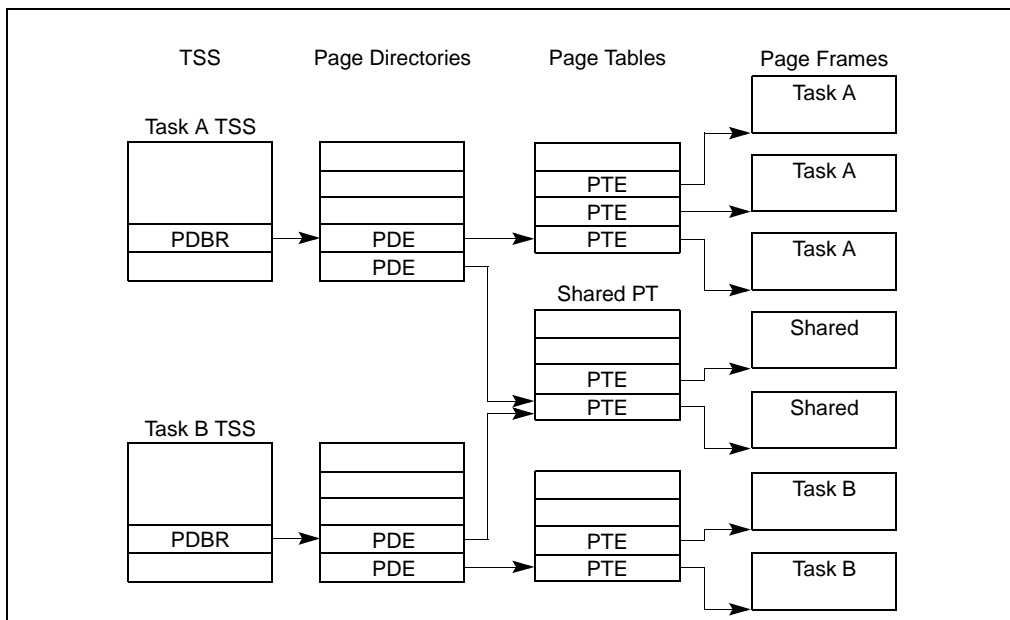 TSS Page Directories Page Tables Page Frames
Task A
Task A TSS
Task A
PTE
PTE
PDBR PDE PTE
Task A
PDE
Shared PT
Shared
PTE
PTE
Shared
Task B TSS
Task B
PDBR PDE PTE
PDE PTE
Task B